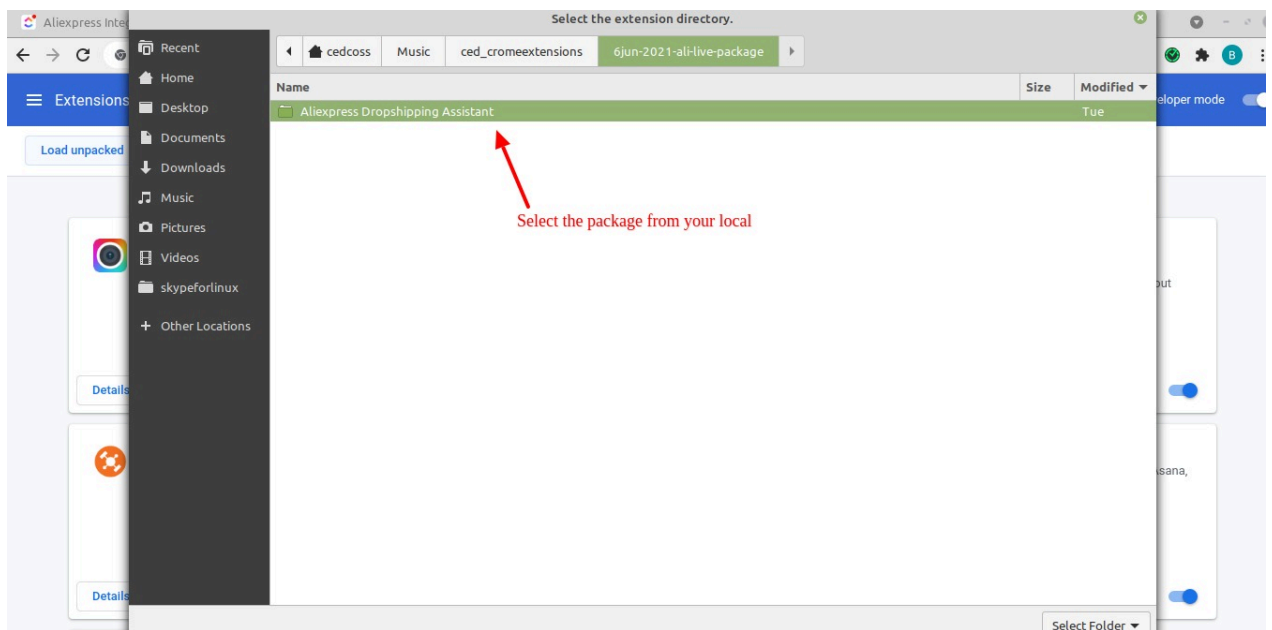 Aliexpress Inte
Select the extension directory.
Recent
cedcoss Music ced_cromeextensions 6jun-2021-ali-live-package
Home
Name Size Modified
Extensions
Desktop
eloper mode
Aliexpress Dropshipping Assistant Tue
Documents
Load unpacked
Downloads
Music
Pictures
Select the package from your local
Videos
out
skypeforlinux
Other Locations
Details
Asana,
Details
Select Folder
B